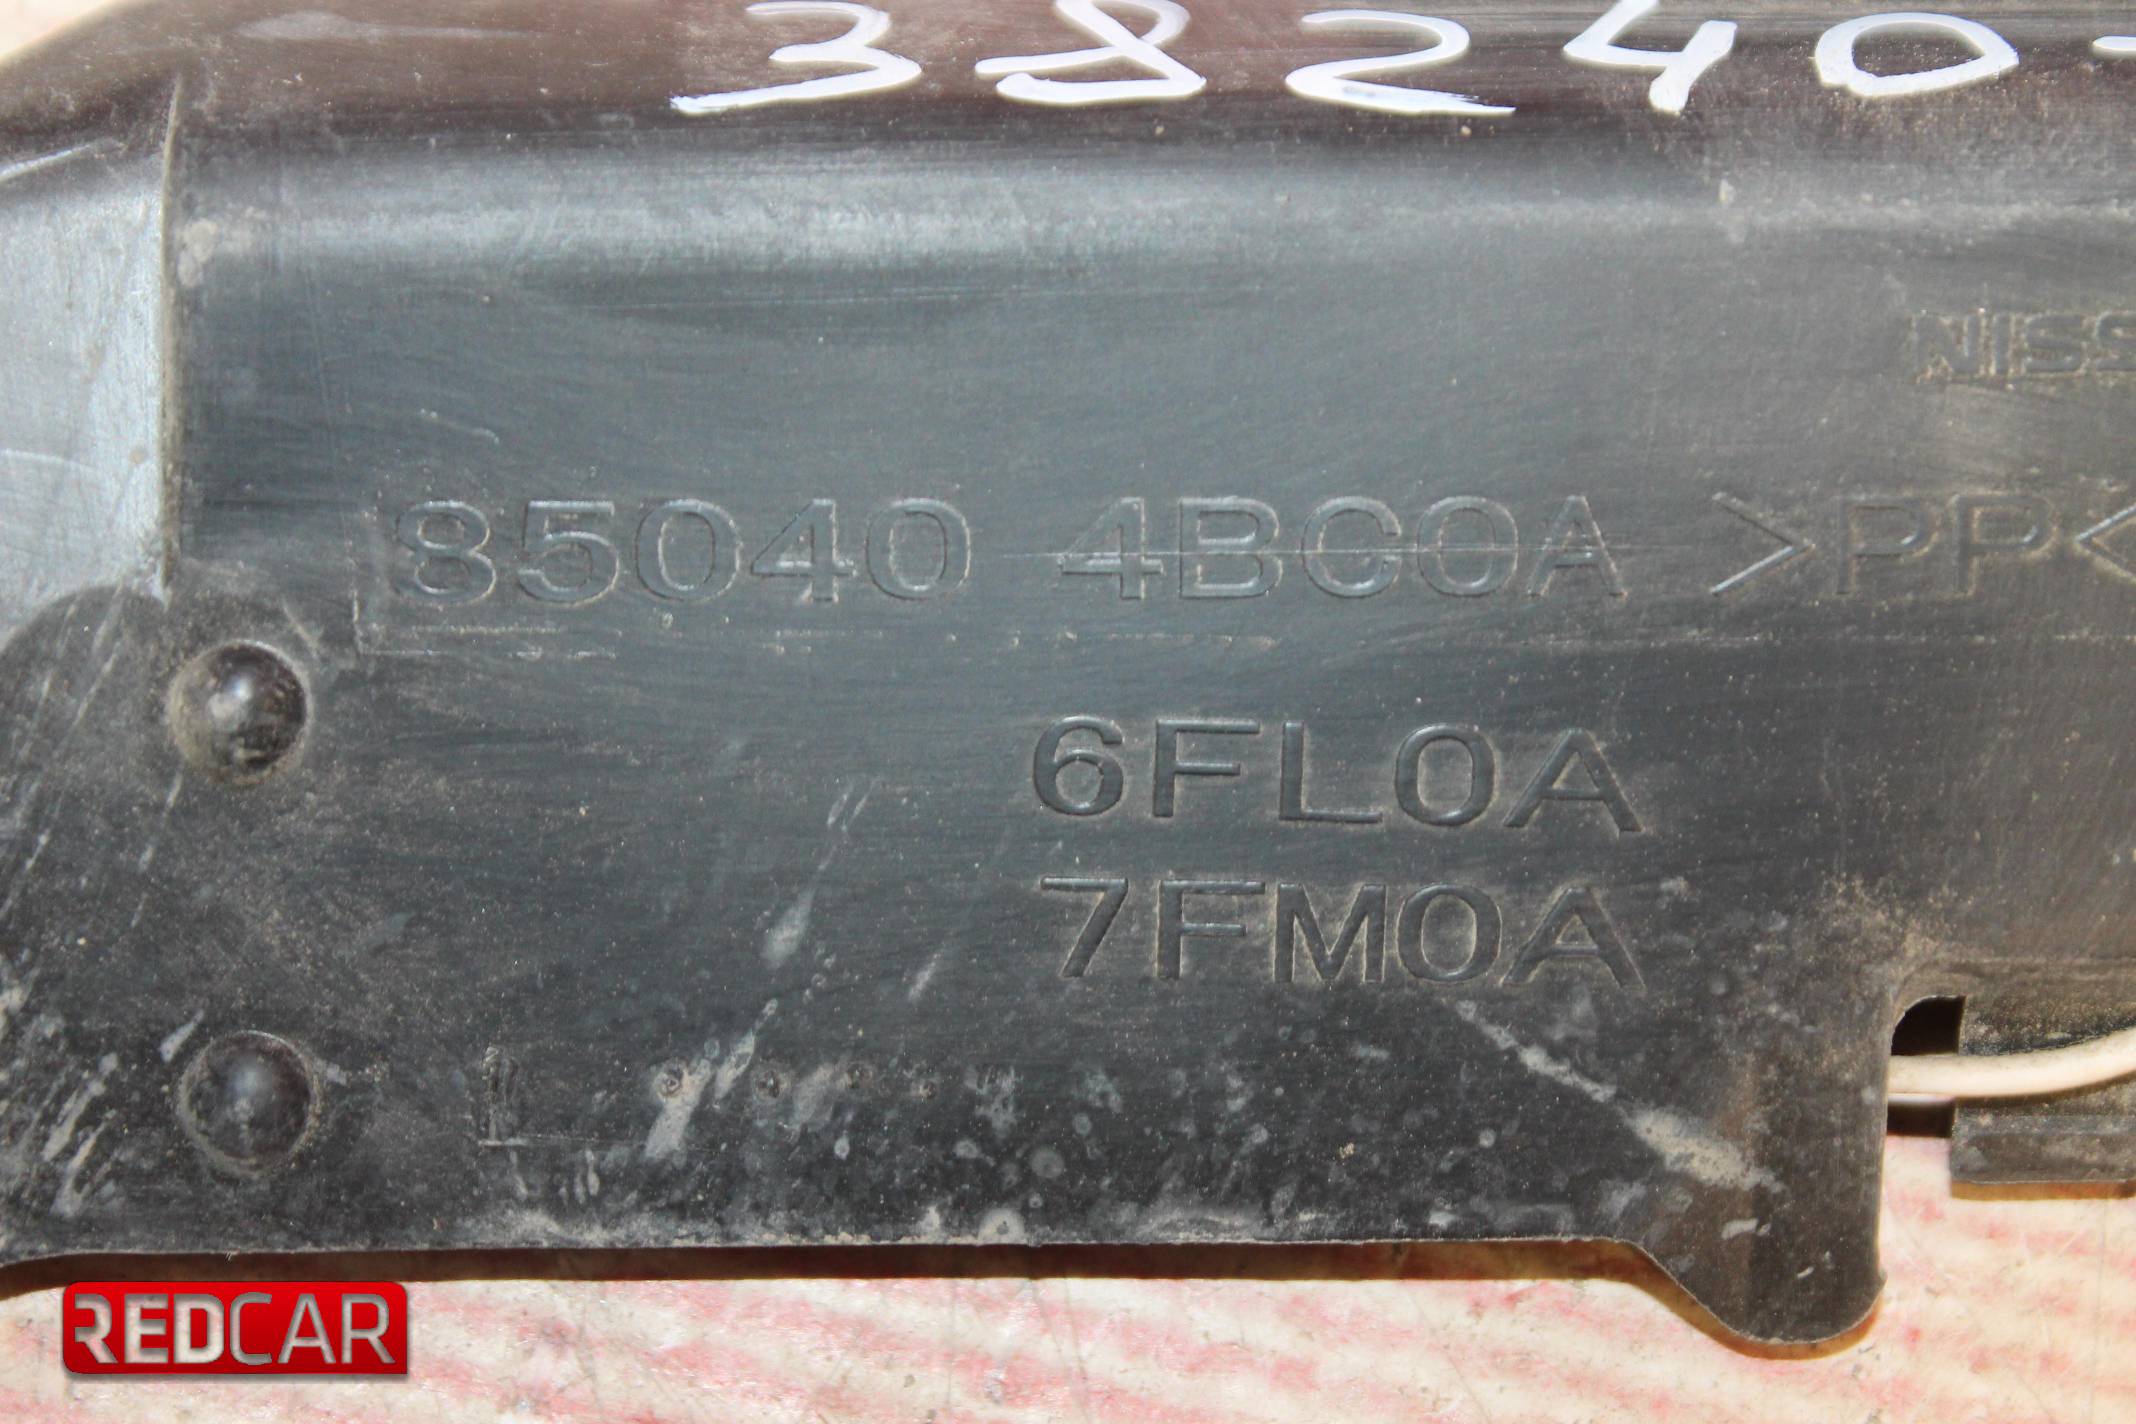 38240-
NISS
85040 4BC0A >PP<
6FL0A
7FM0A
REDCAR